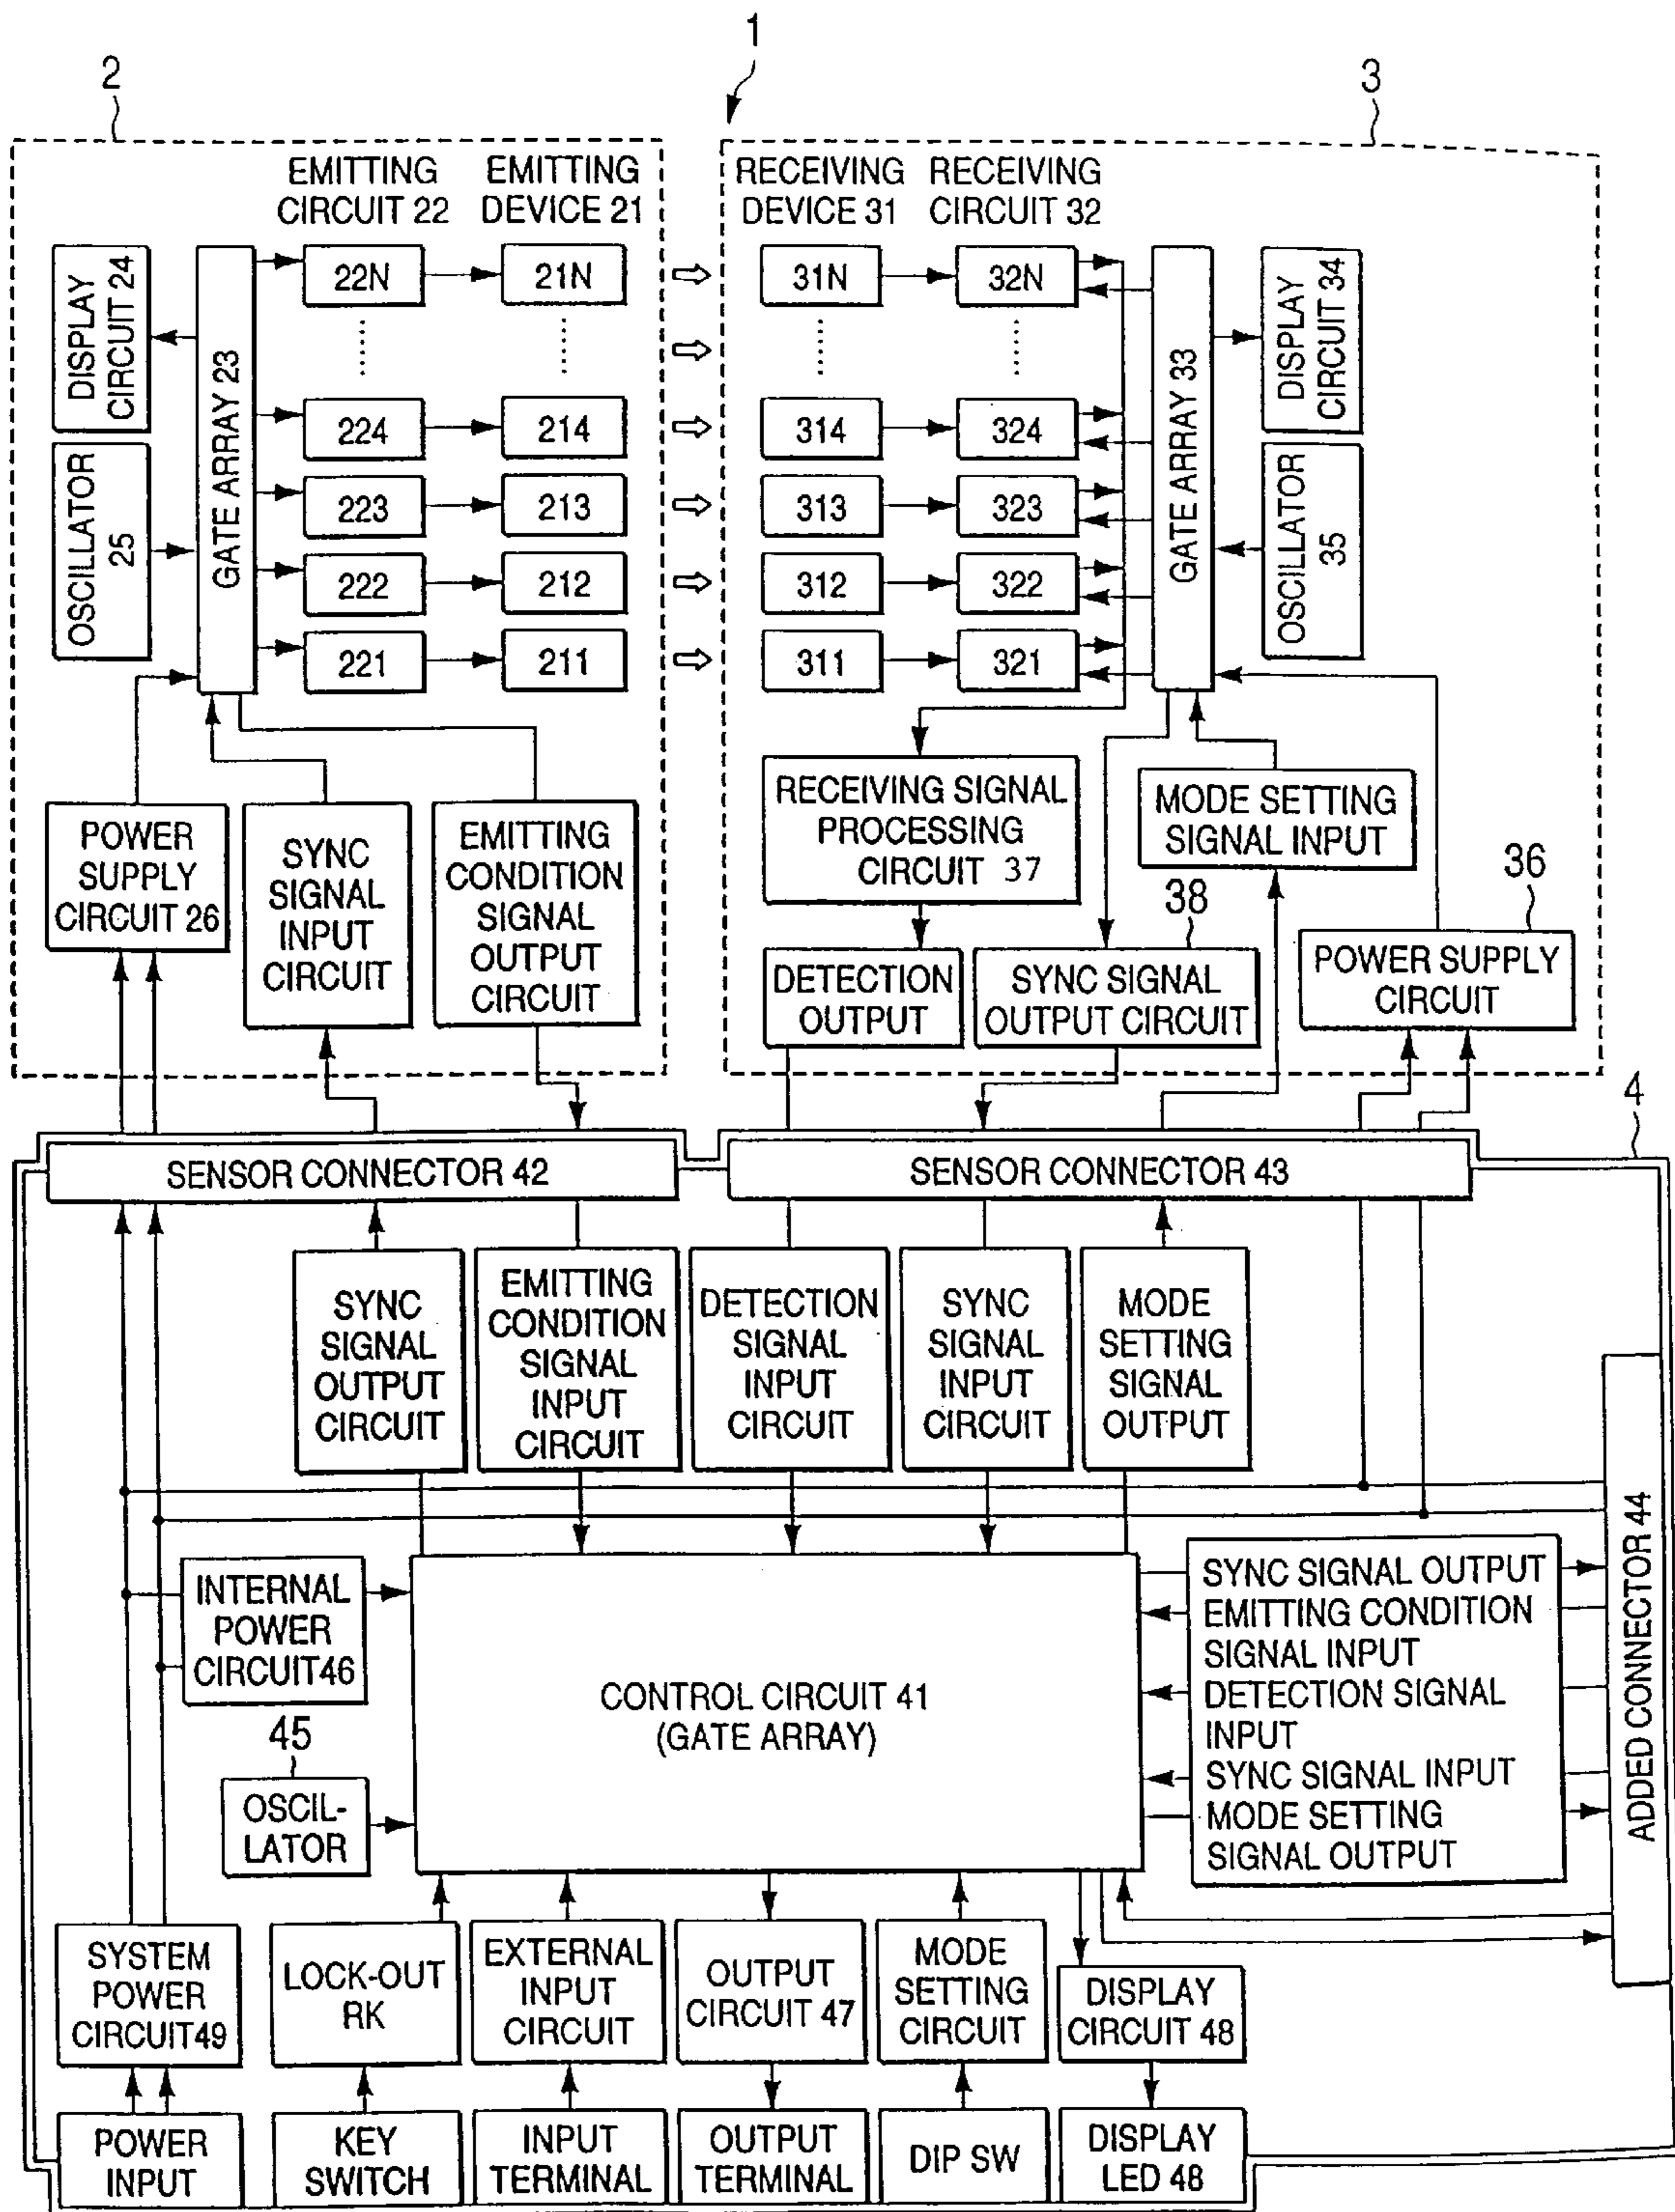 1
2
3
EMITTING
CIRCUIT 22
EMITTING
DEVICE 21
RECEIVING
DEVICE 31
RECEIVING
CIRCUIT 32
DISPLAY
CIRCUIT 24
OSCILLATOR
25
GATE ARRAY 23
22N
21N
224
214
223
213
222
212
221
211
31N
32N
314
324
313
323
312
322
311
321
GATE ARRAY 33
DISPLAY
CIRCUIT 34
OSCILLATOR
35
POWER
SUPPLY
CIRCUIT 26
SYNC
SIGNAL
INPUT
CIRCUIT
EMITTING
CONDITION
SIGNAL
OUTPUT
CIRCUIT
RECEIVING SIGNAL
PROCESSING
CIRCUIT 37
MODE SETTING
SIGNAL INPUT
DETECTION
OUTPUT
38
SYNC SIGNAL
OUTPUT CIRCUIT
36
POWER SUPPLY
CIRCUIT
4
SENSOR CONNECTOR 42
SENSOR CONNECTOR 43
SYNC
SIGNAL
OUTPUT
CIRCUIT
EMITTING
CONDITION
SIGNAL
INPUT
CIRCUIT
DETECTION
SIGNAL
INPUT
CIRCUIT
SYNC
SIGNAL
INPUT
CIRCUIT
MODE
SETTING
SIGNAL
OUTPUT
INTERNAL
POWER
CIRCUIT46
45
OSCIL-
LATOR
CONTROL CIRCUIT 41
(GATE ARRAY)
SYNC SIGNAL OUTPUT
EMITTING CONDITION
SIGNAL INPUT
DETECTION SIGNAL
INPUT
SYNC SIGNAL INPUT
MODE SETTING
SIGNAL OUTPUT
ADDED CONNECTOR 44
SYSTEM
POWER
CIRCUIT49
LOCK-OUT
RK
EXTERNAL
INPUT
CIRCUIT
OUTPUT
CIRCUIT 47
MODE
SETTING
CIRCUIT
DISPLAY
CIRCUIT 48
POWER
INPUT
KEY
SWITCH
INPUT
TERMINAL
OUTPUT
TERMINAL
DIP SW
DISPLAY
LED 48